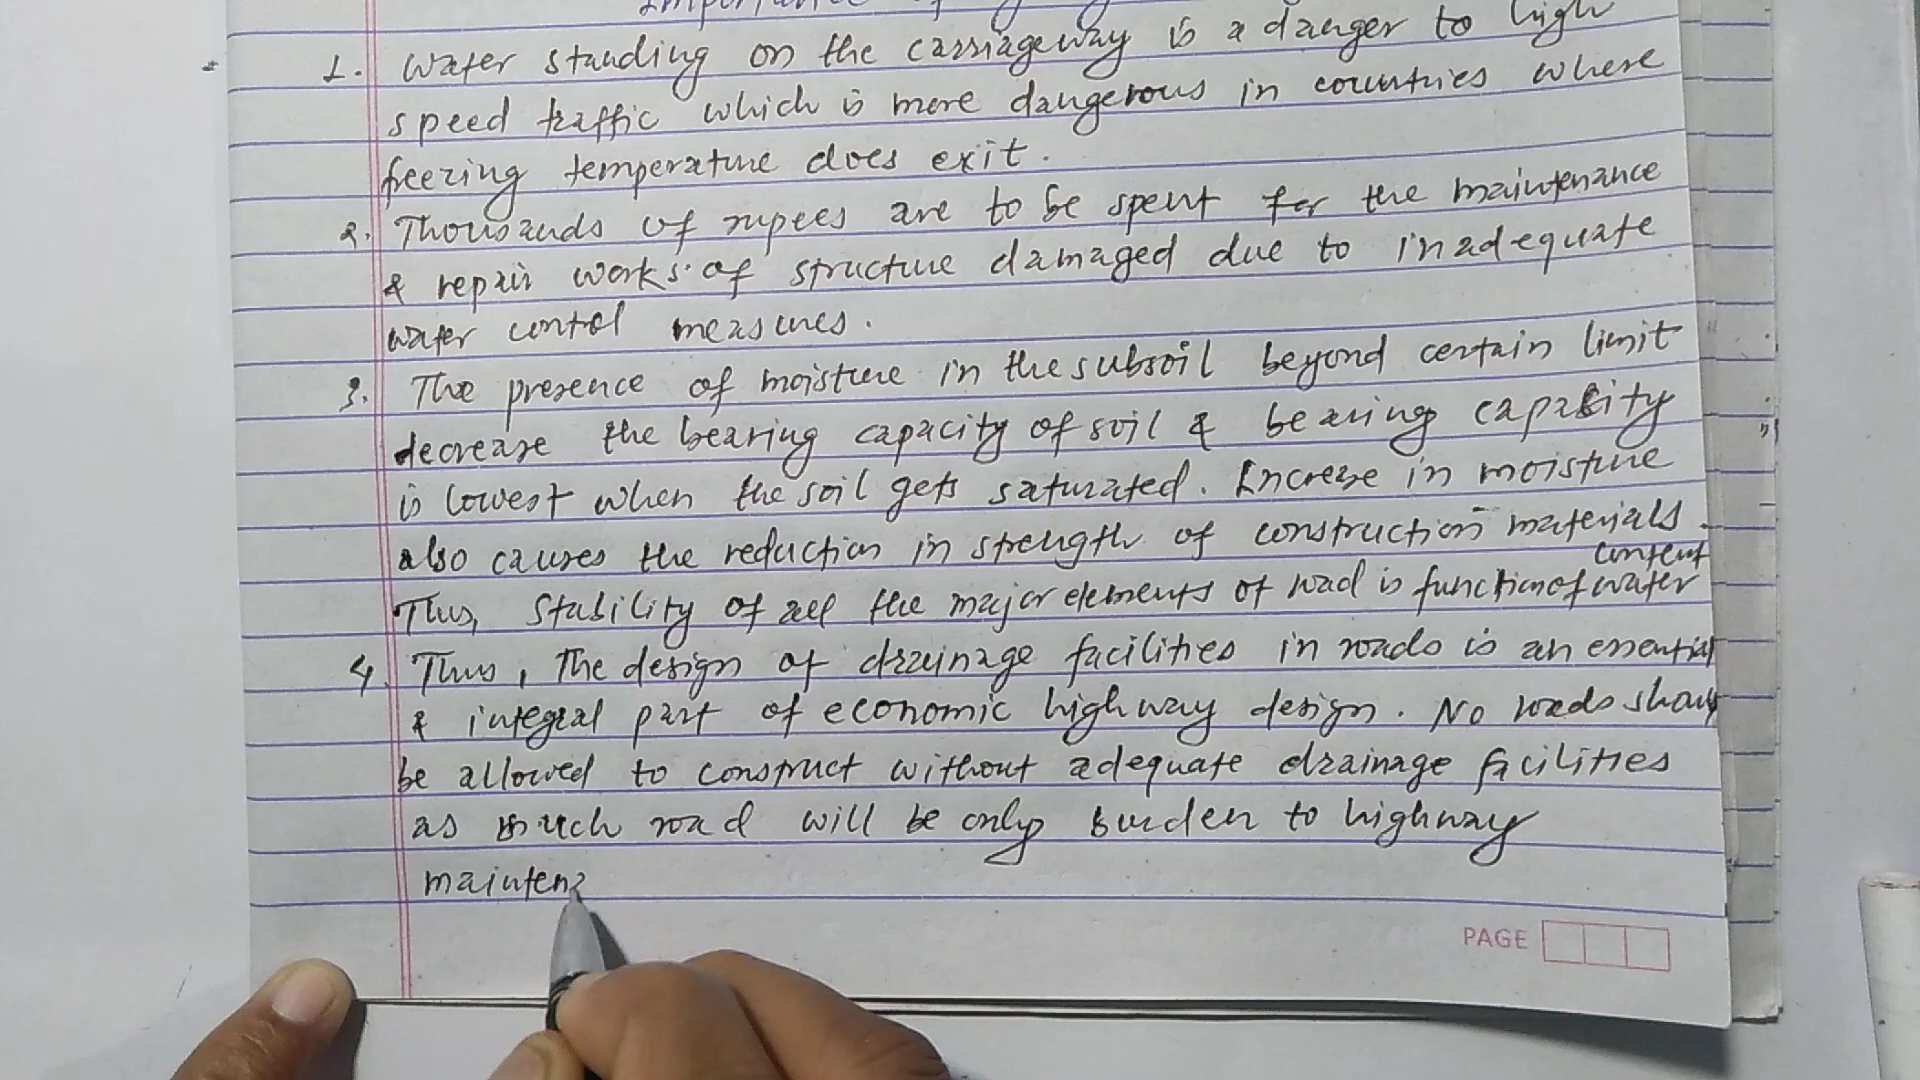 Importance of
1. Water standing on the carriageway is a danger to high
speed traffic which is more dangerous in countries where
freezing temperature does exit.
2. Thousands of rupees are to be spent for the maintenance
& repair works of structure damaged due to inadequate
water control measures.
3. The presence of moisture in the subsoil beyond certain limit
decrease the bearing capacity of soil & bearing capacity
is lowest when the soil gets saturated. Increase in moisture
also causes the reduction in strength of construction materials.
content
Thus, Stability of all the major elements of road is function of water
4. Thus, The design of drainage facilities in roads is an essential
& integral part of economic highway design. No roads
be allowed to construct without adequate drainage facilities
as such road will be only burden to highway
maintena
PAGE